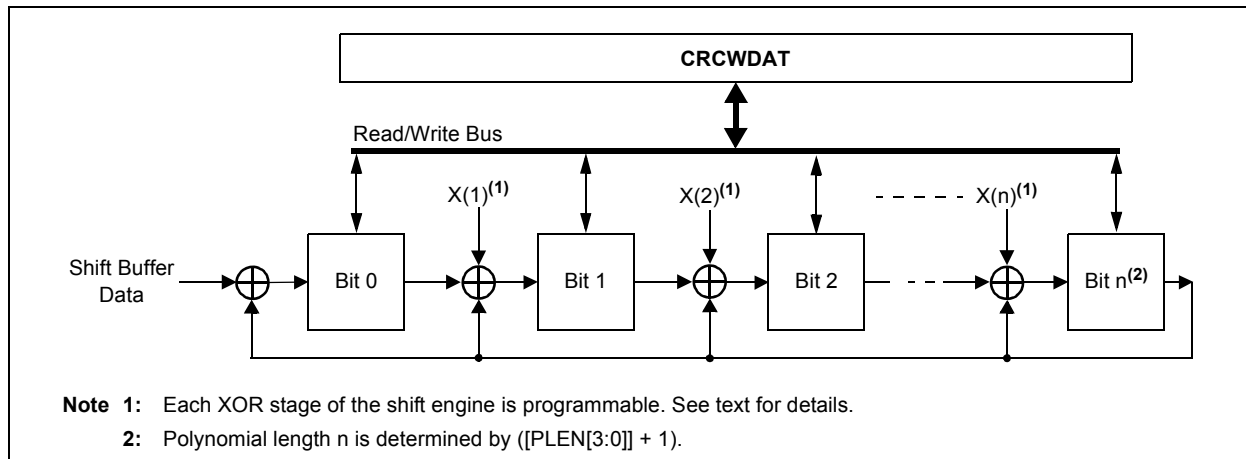 CRCWDAT
Read/Write Bus
X(1)(1) X(2)(1) X(n)(1)
Shift Buffer
Data
Bit 0 Bit 1 Bit 2 Bit n(2)
Note 1: Each XOR stage of the shift engine is programmable. See text for details.
2: Polynomial length n is determined by ([PLEN[3:0]] + 1).